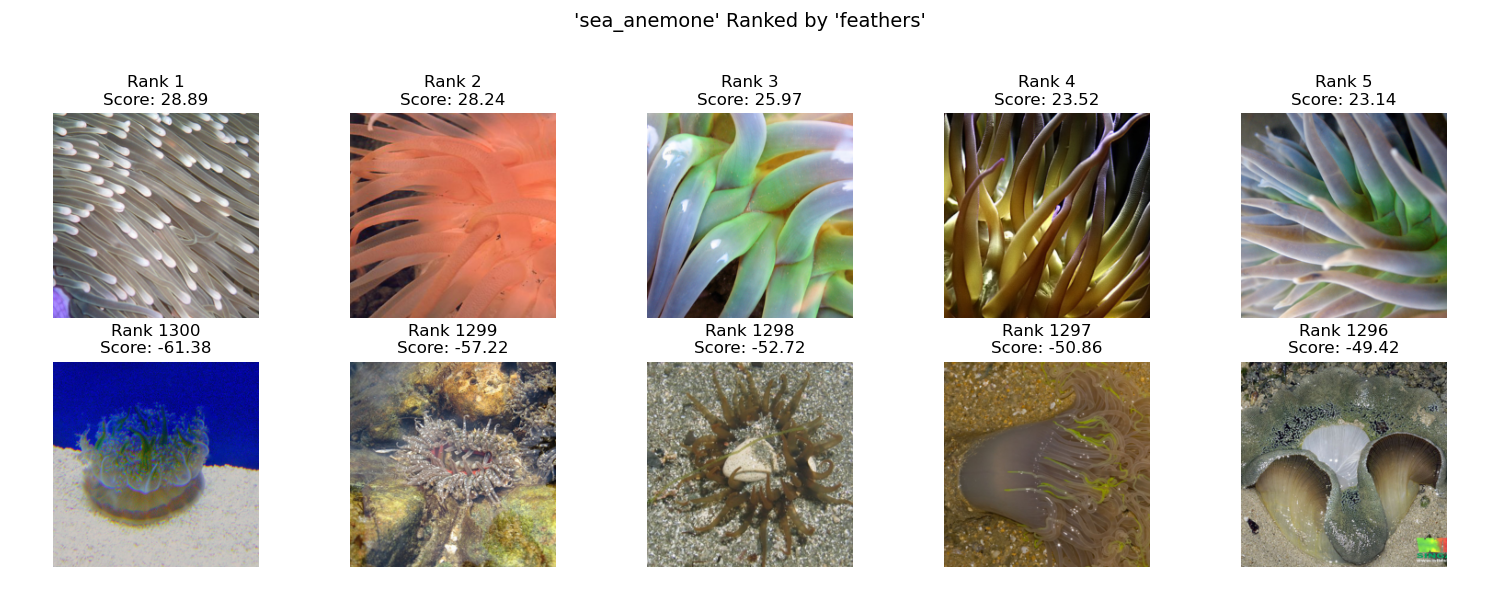 'sea_anemone' Ranked by 'feathers'
Rank 1
Score: 28.89
Rank 2
Score: 28.24
Rank 3
Score: 25.97
Rank 4
Score: 23.52
Rank 5
Score: 23.14
Rank 1300
Score: -61.38
Rank 1299
Score: -57.22
Rank 1298
Score: -52.72
Rank 1297
Score: -50.86
Rank 1296
Score: -49.42